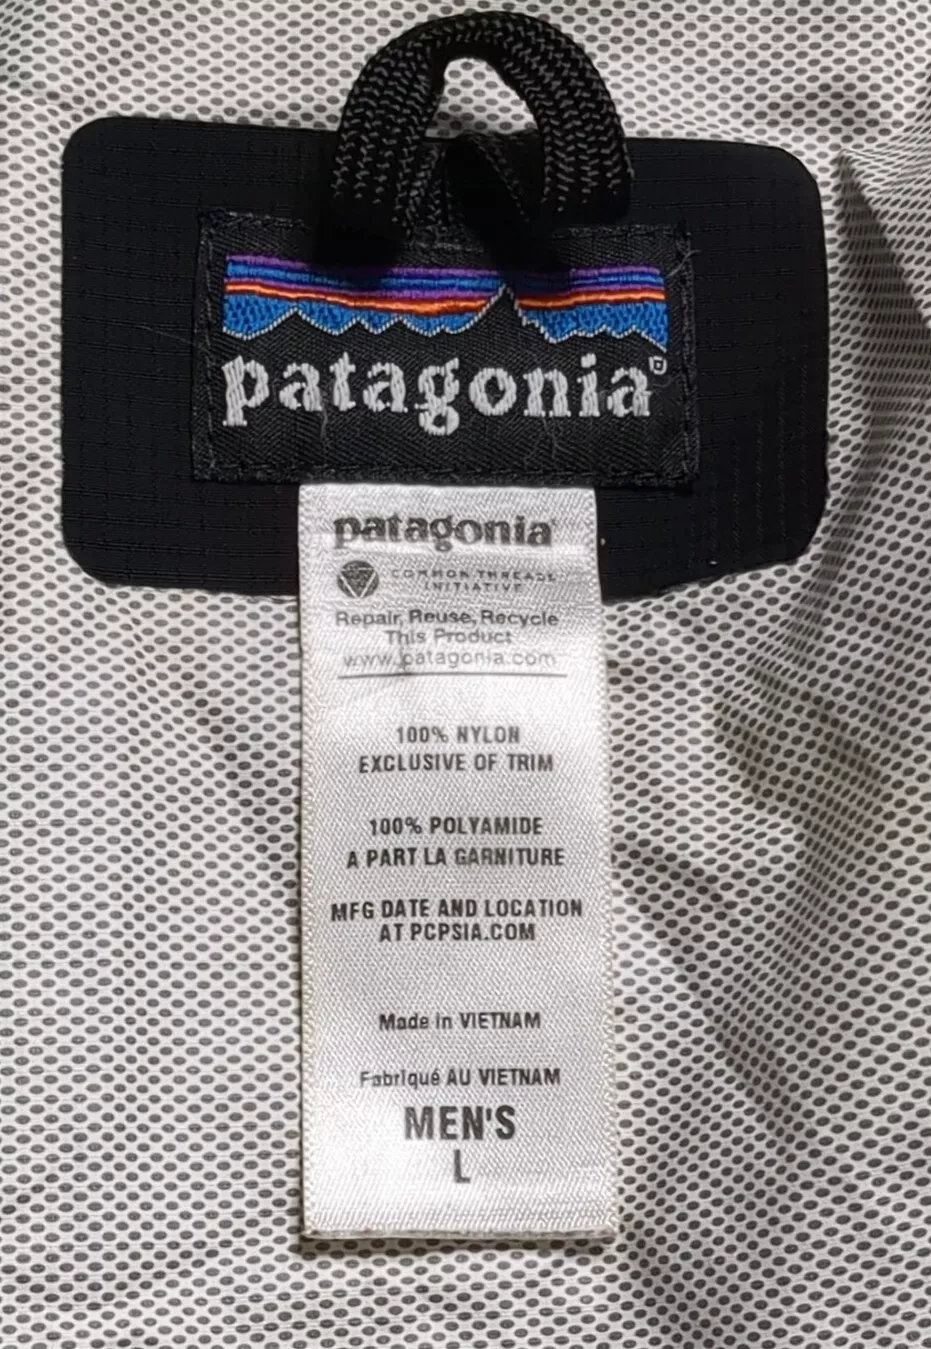 patagonia
patagonia
COMMON THREADS
INITIATIVE
Repair, Reuse, Recycle
This Product
www.patagonia.com
100% NYLON
EXCLUSIVE OF TRIM
100% POLYAMIDE
A PART LA GARNITURE
MFG DATE AND LOCATION
AT PCPSIA.COM
Made in VIETNAM
Fabriqué AU VIETNAM
MEN'S
L